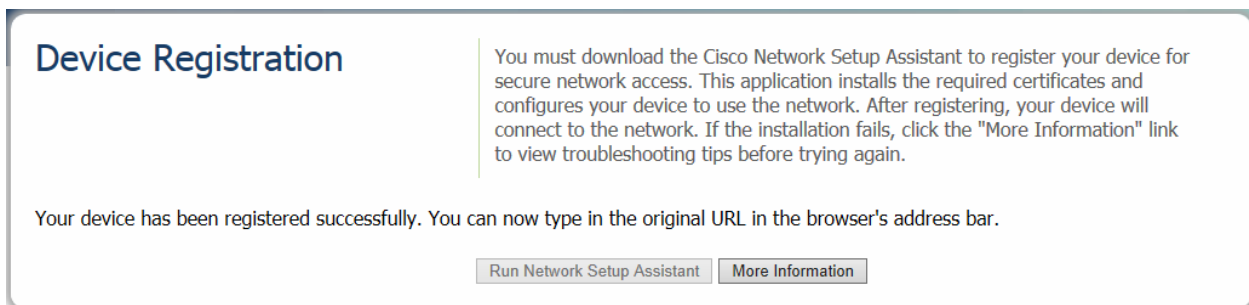 Device Registration
You must download the Cisco Network Setup Assistant to register your device for
secure network access. This application installs the required certificates and
configures your device to use the network. After registering, your device will
connect to the network. If the installation fails, click the "More Information" link
to view troubleshooting tips before trying again.
Your device has been registered successfully. You can now type in the original URL in the browser's address bar.
Run Network Setup Assistant
More Information